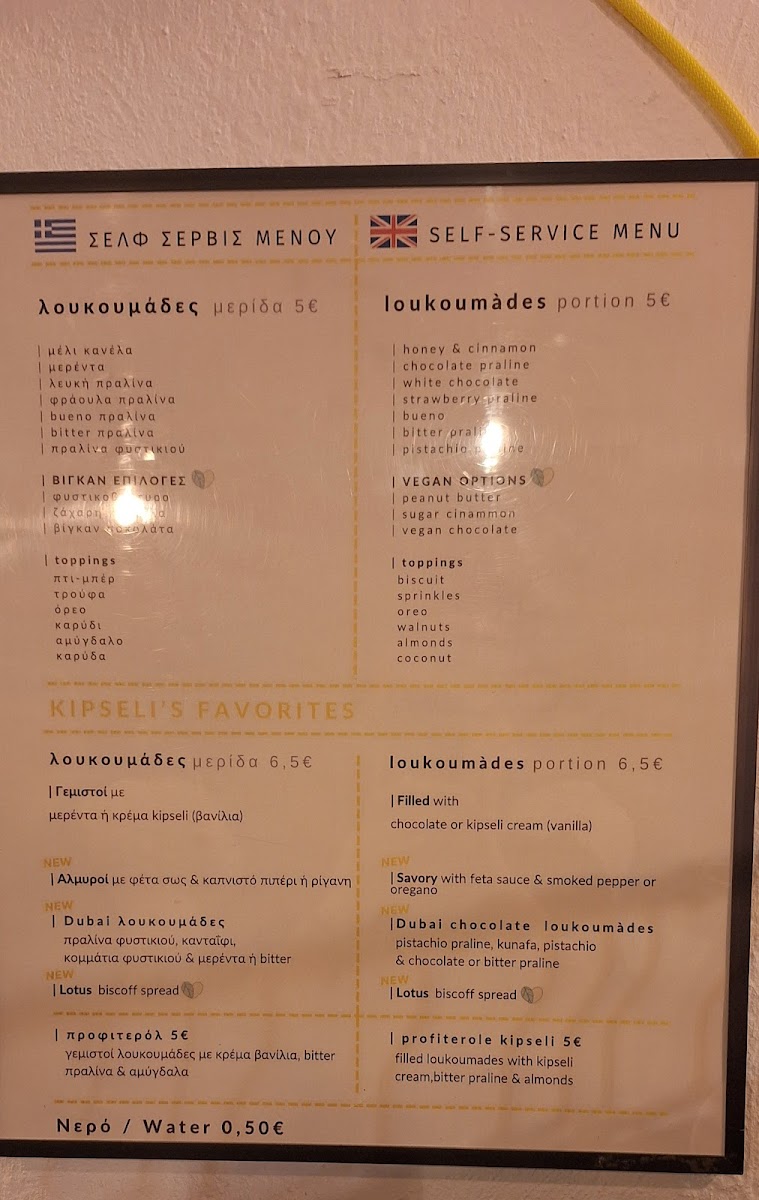 ΣΕΛΦ ΣΕΡΒΙΣ ΜΕΝΟΥ
λουκουμάδες μερίδα 5€
| μέλι κανέλα
| μερέντα
| λευκή πραλίνα
| φράουλα πραλίνα
| bueno πραλίνα
| bitter πραλίνα
| πραλίνα φυστικιού
| ΒΙΓΚΑΝ ΕΠΙΛΟΓΕΣ
| ζάχαρη
| βίγκαν σοκολάτα
| toppings
πτι-μπέρ
τρούφα
όρεο
καρύδι
αμύγδαλο
καρύδα
SELF-SERVICE MENU
loukoumàdes portion 5€
| honey & cinnamon
| chocolate praline
| white chocolate
| strawberry praline
| bueno
| bitter praline
| pistachio praline
| VEGAN OPTIONS
| peanut butter
| sugar cinammon
| vegan chocolate
| toppings
biscuit
sprinkles
oreo
walnuts
almonds
coconut
KIPSELI'S FAVORITES
λουκουμάδες μερίδα 6,5€
| Γεμιστοί με
μερέντα ή κρέμα kipseli (βανίλια)
NEW
| Αλμυροί με φέτα σως & καπνιστό πιπέρι ή ρίγανη
NEW
| Dubai λουκουμάδες
πραλίνα φυστικιού, κανταΐφι,
κομμάτια φυστικιού & μερέντα ή bitter
NEW
| Lotus biscoff spread
| προφιτερόλ 5€
γεμιστοί λουκουμάδες με κρέμα βανίλια, bitter
πραλίνα & αμύγδαλα
loukoumàdes portion 6,5€
| Filled with
chocolate or kipseli cream (vanilla)
NEW
| Savory with feta sauce & smoked pepper or
oregano
NEW
| Dubai chocolate loukoumàdes
pistachio praline, kunafa, pistachio
& chocolate or bitter praline
NEW
| Lotus biscoff spread
| profiterole kipseli 5€
filled loukoumades with kipseli
cream,bitter praline & almonds
Νερό / Water 0,50€